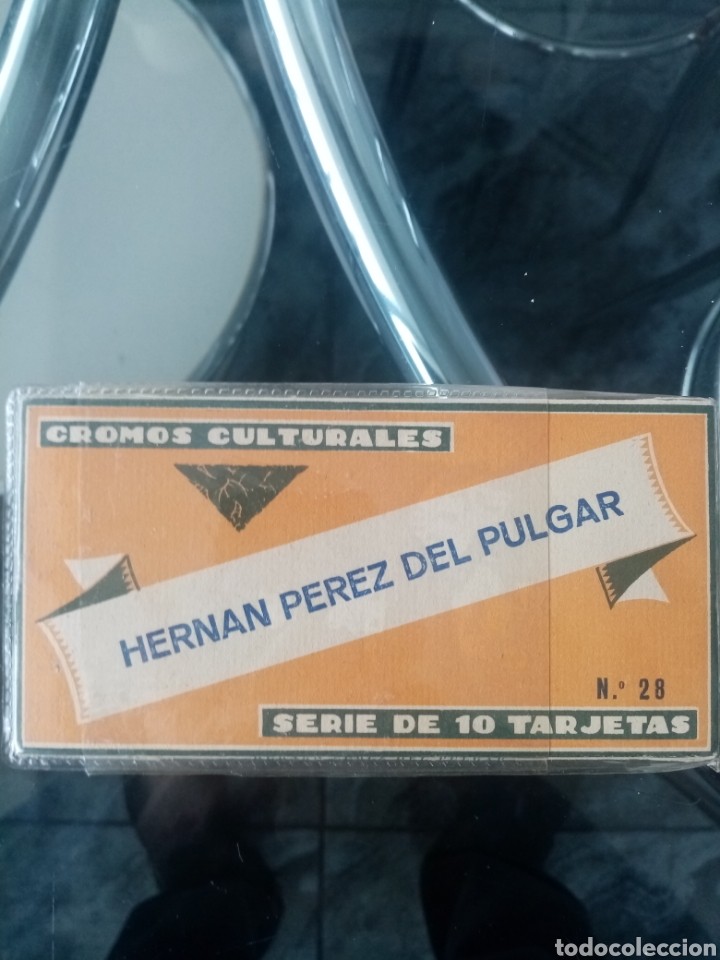 CROMOS CULTURALES
HERNAN PEREZ DEL PULGAR
N.º 28
SERIE DE 10 TARJETAS
todocoleccion